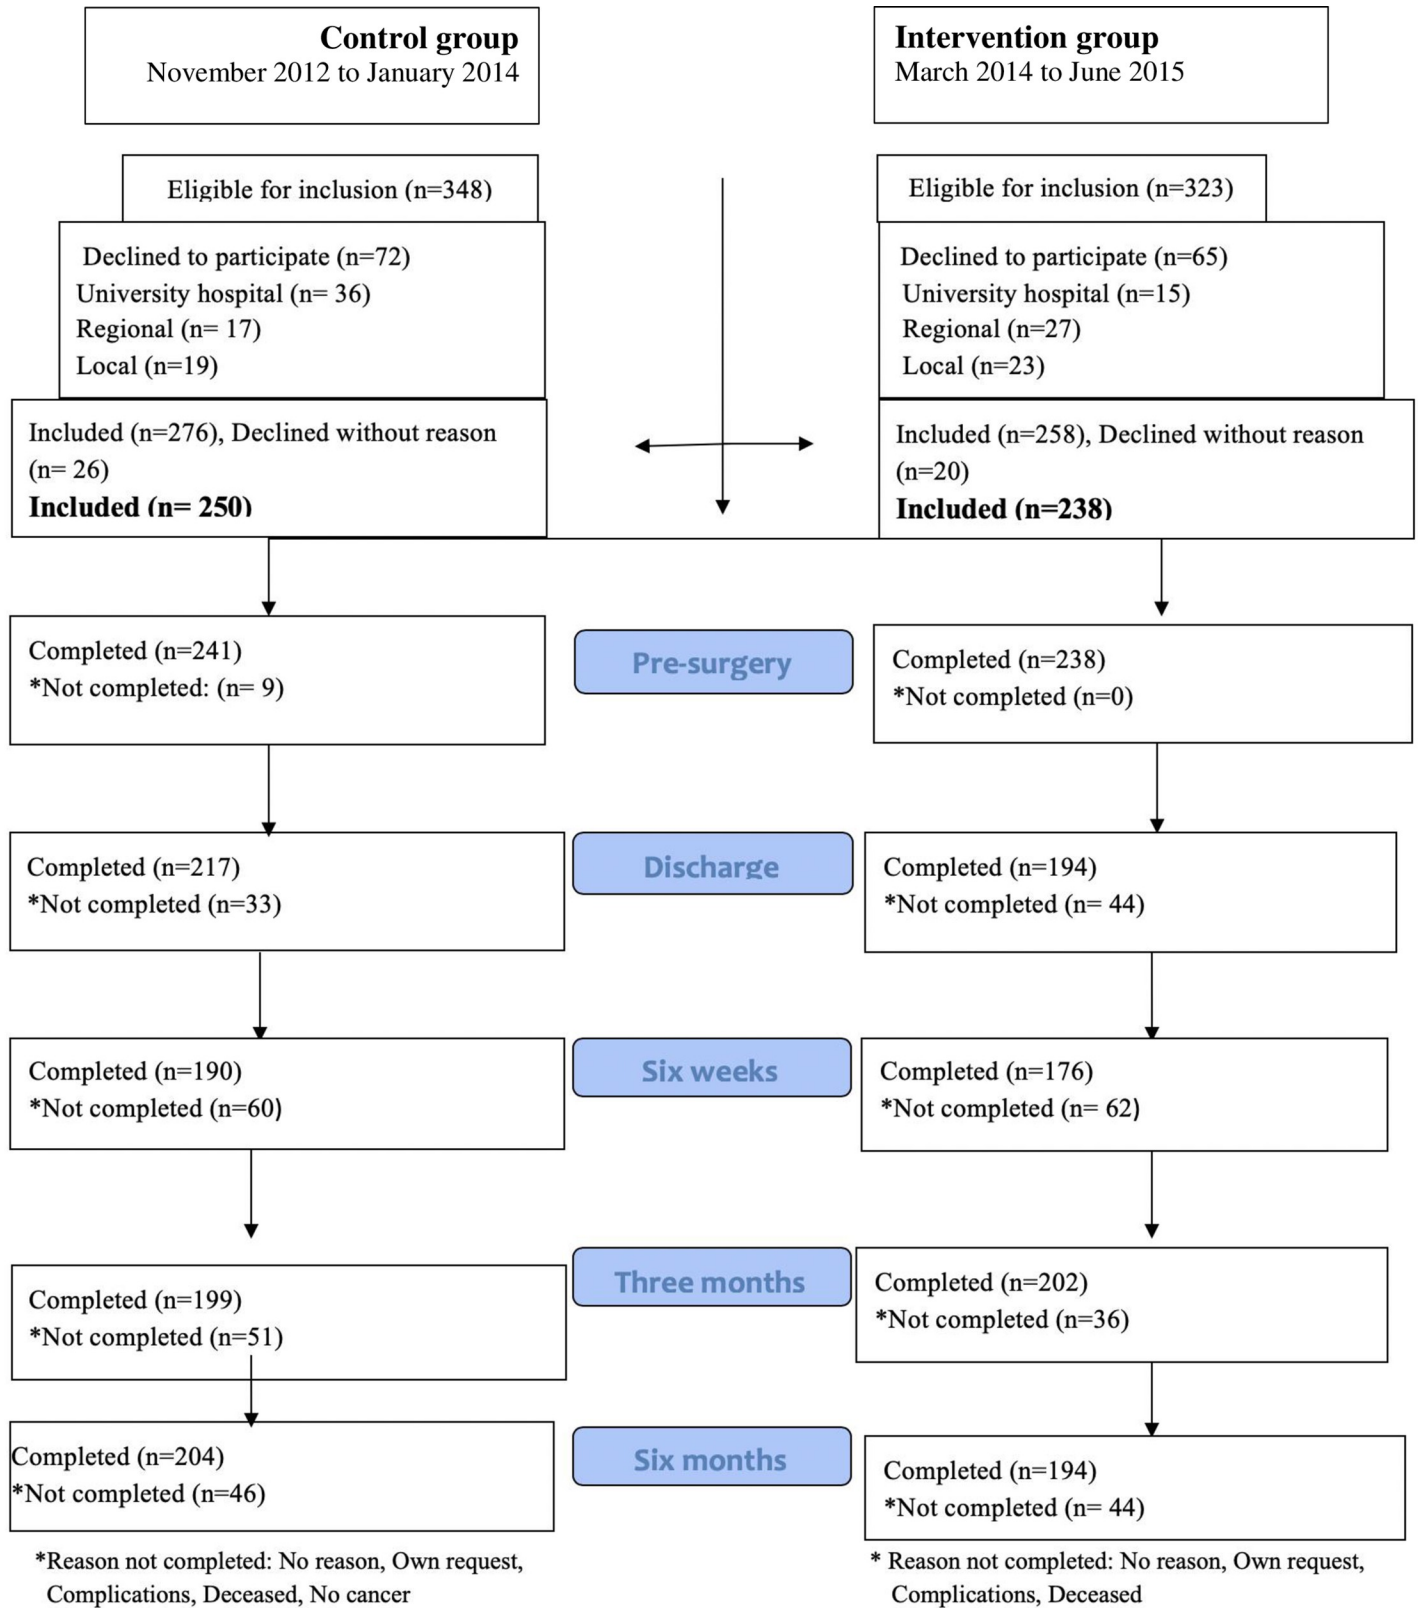 Control group
November 2012 to January 2014
Intervention group
March 2014 to June 2015
Eligible for inclusion (n=348)
Declined to participate (n=72)
University hospital (n= 36)
Regional (n= 17)
Local (n=19)
Included (n=276), Declined without reason
(n= 26)
Included (n= 250)
Eligible for inclusion (n=323)
Declined to participate (n=65)
University hospital (n=15)
Regional (n=27)
Local (n=23)
Included (n=258), Declined without reason
(n=20)
Included (n=238)
Completed (n=241)
*Not completed: (n= 9)
Pre-surgery
Completed (n=238)
*Not completed (n=0)
Completed (n=217)
*Not completed (n=33)
Discharge
Completed (n=194)
*Not completed (n= 44)
Completed (n=190)
*Not completed (n=60)
Six weeks
Completed (n=176)
*Not completed (n= 62)
Completed (n=199)
*Not completed (n=51)
Three months
Completed (n=202)
*Not completed (n=36)
Completed (n=204)
*Not completed (n=46)
Six months
Completed (n=194)
*Not completed (n= 44)
*Reason not completed: No reason, Own request,
Complications, Deceased, No cancer
* Reason not completed: No reason, Own request,
Complications, Deceased